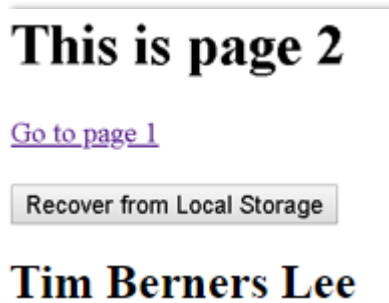 This is page 2
Go to page 1
Recover from Local Storage
Tim Berners Lee